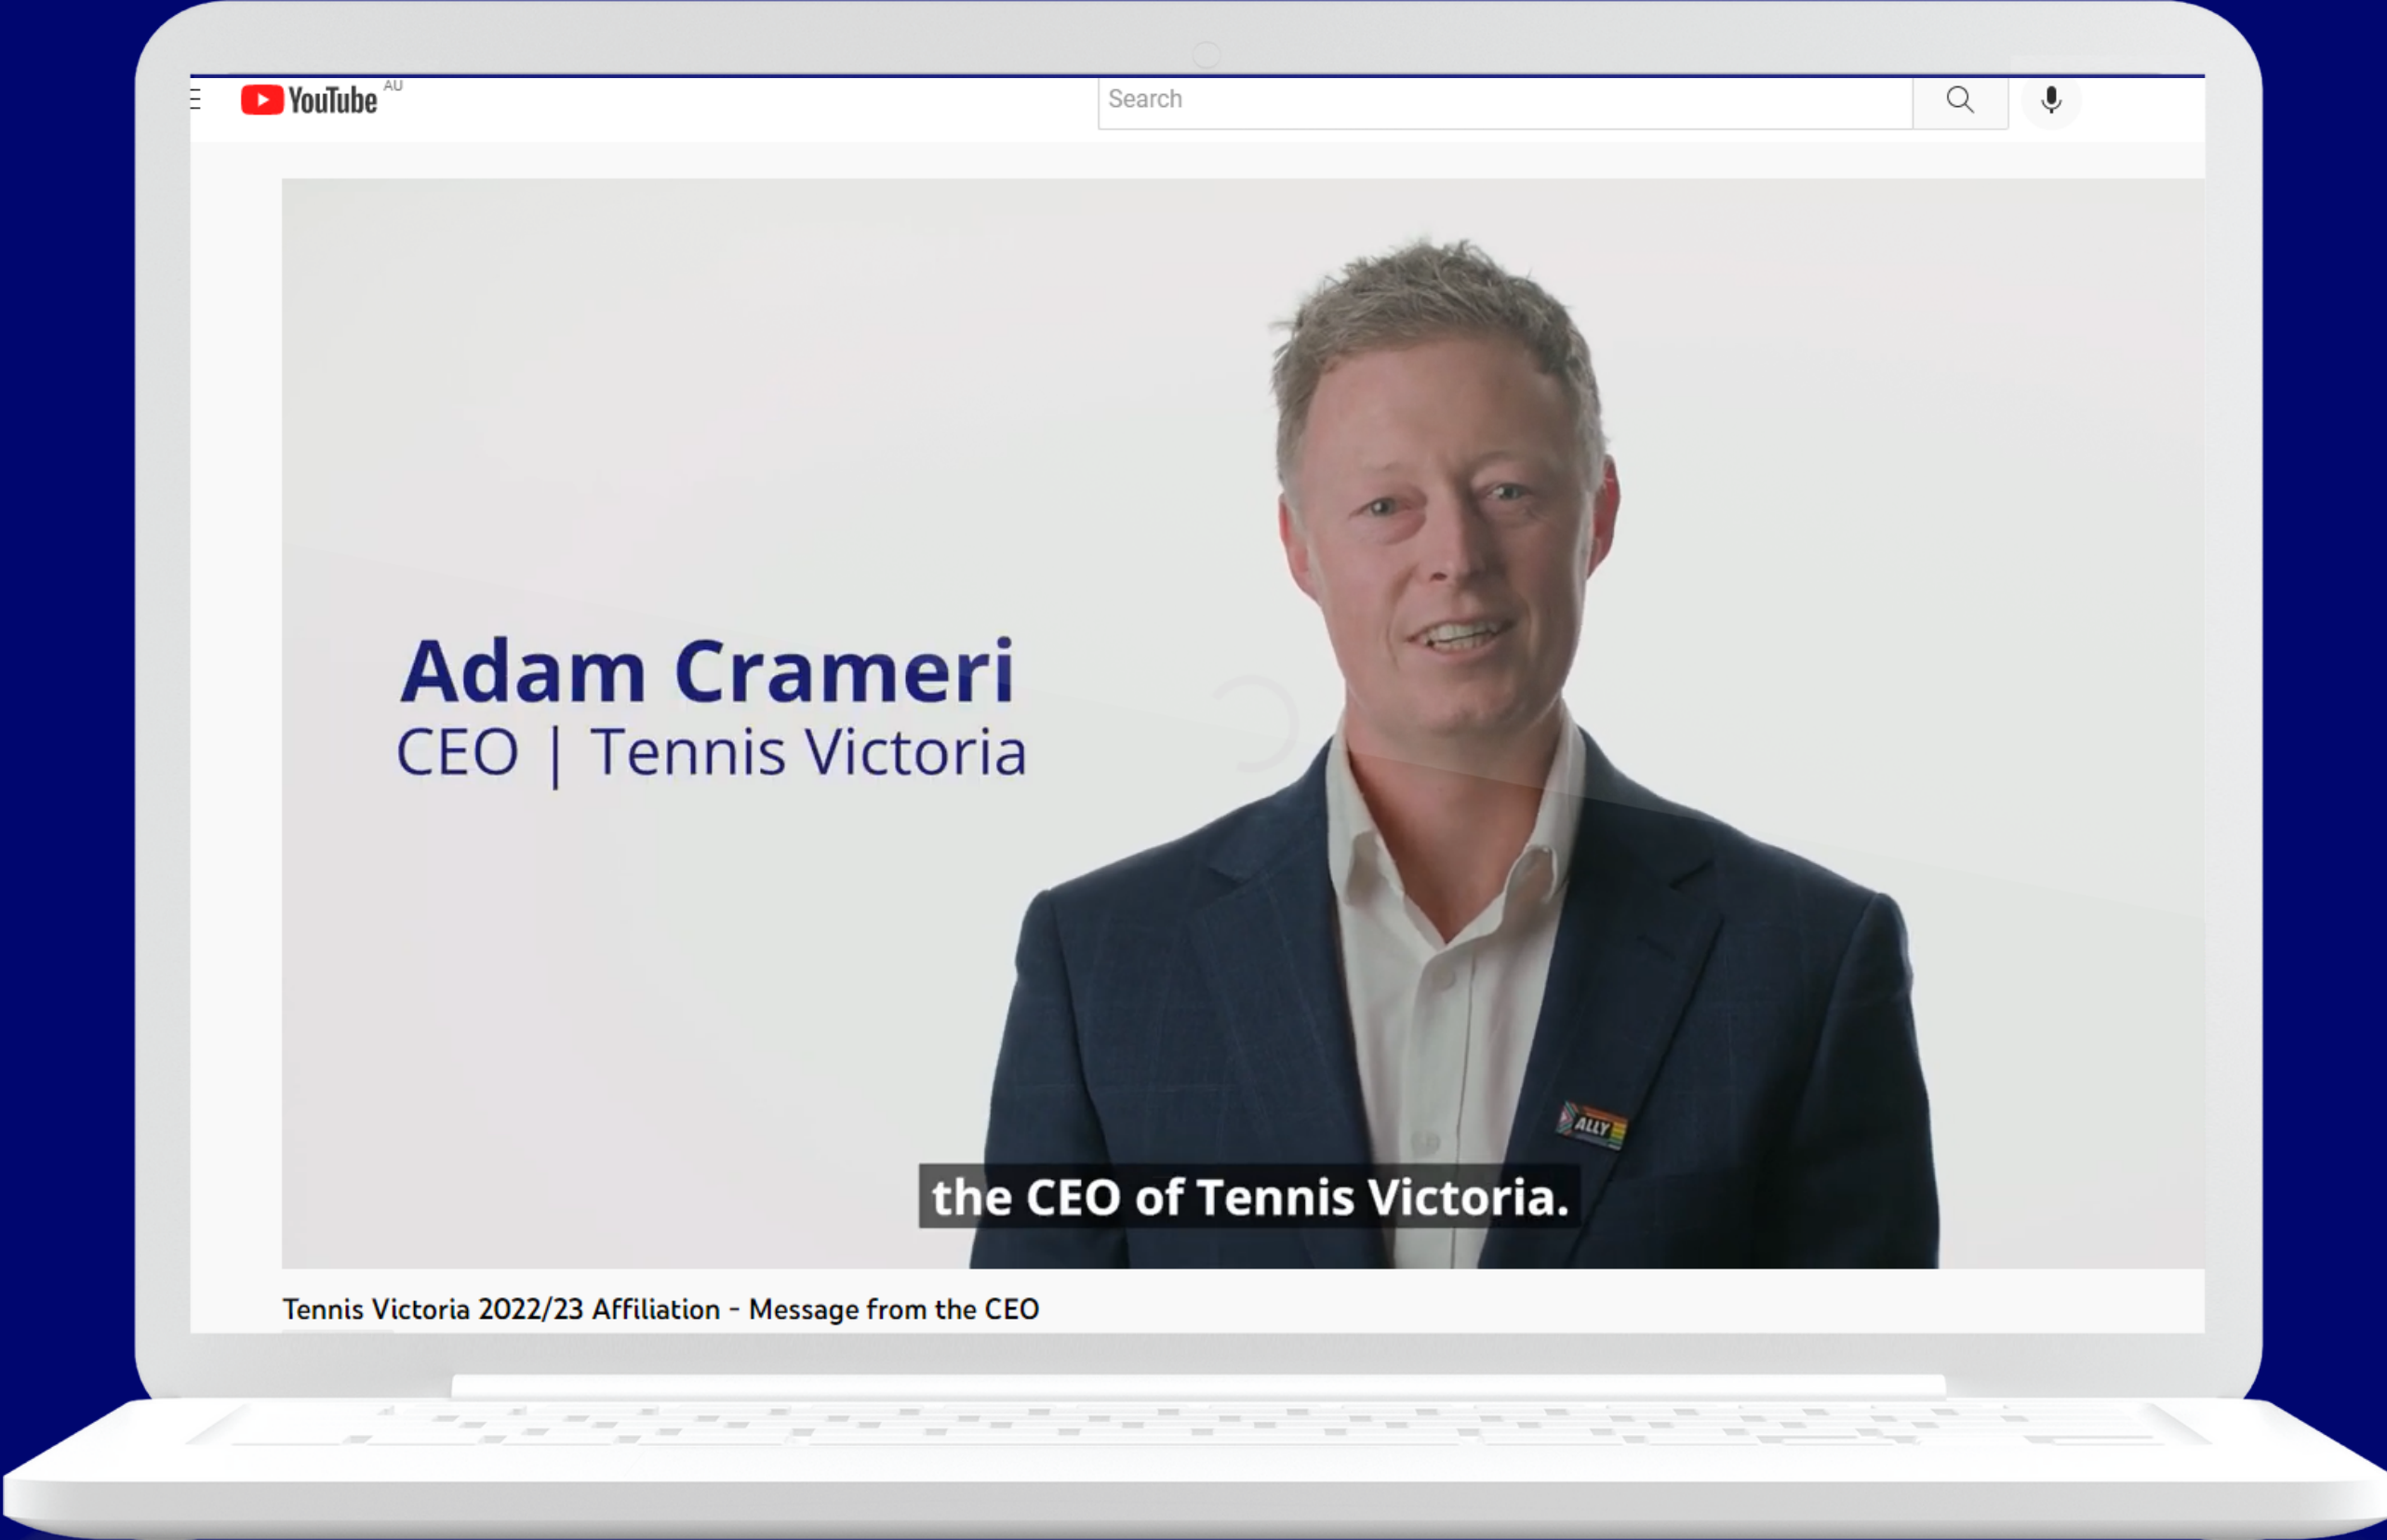 YouTube AU
Search
Adam Crameri
CEO | Tennis Victoria
ALLY
the CEO of Tennis Victoria.
Tennis Victoria 2022/23 Affiliation - Message from the CEO